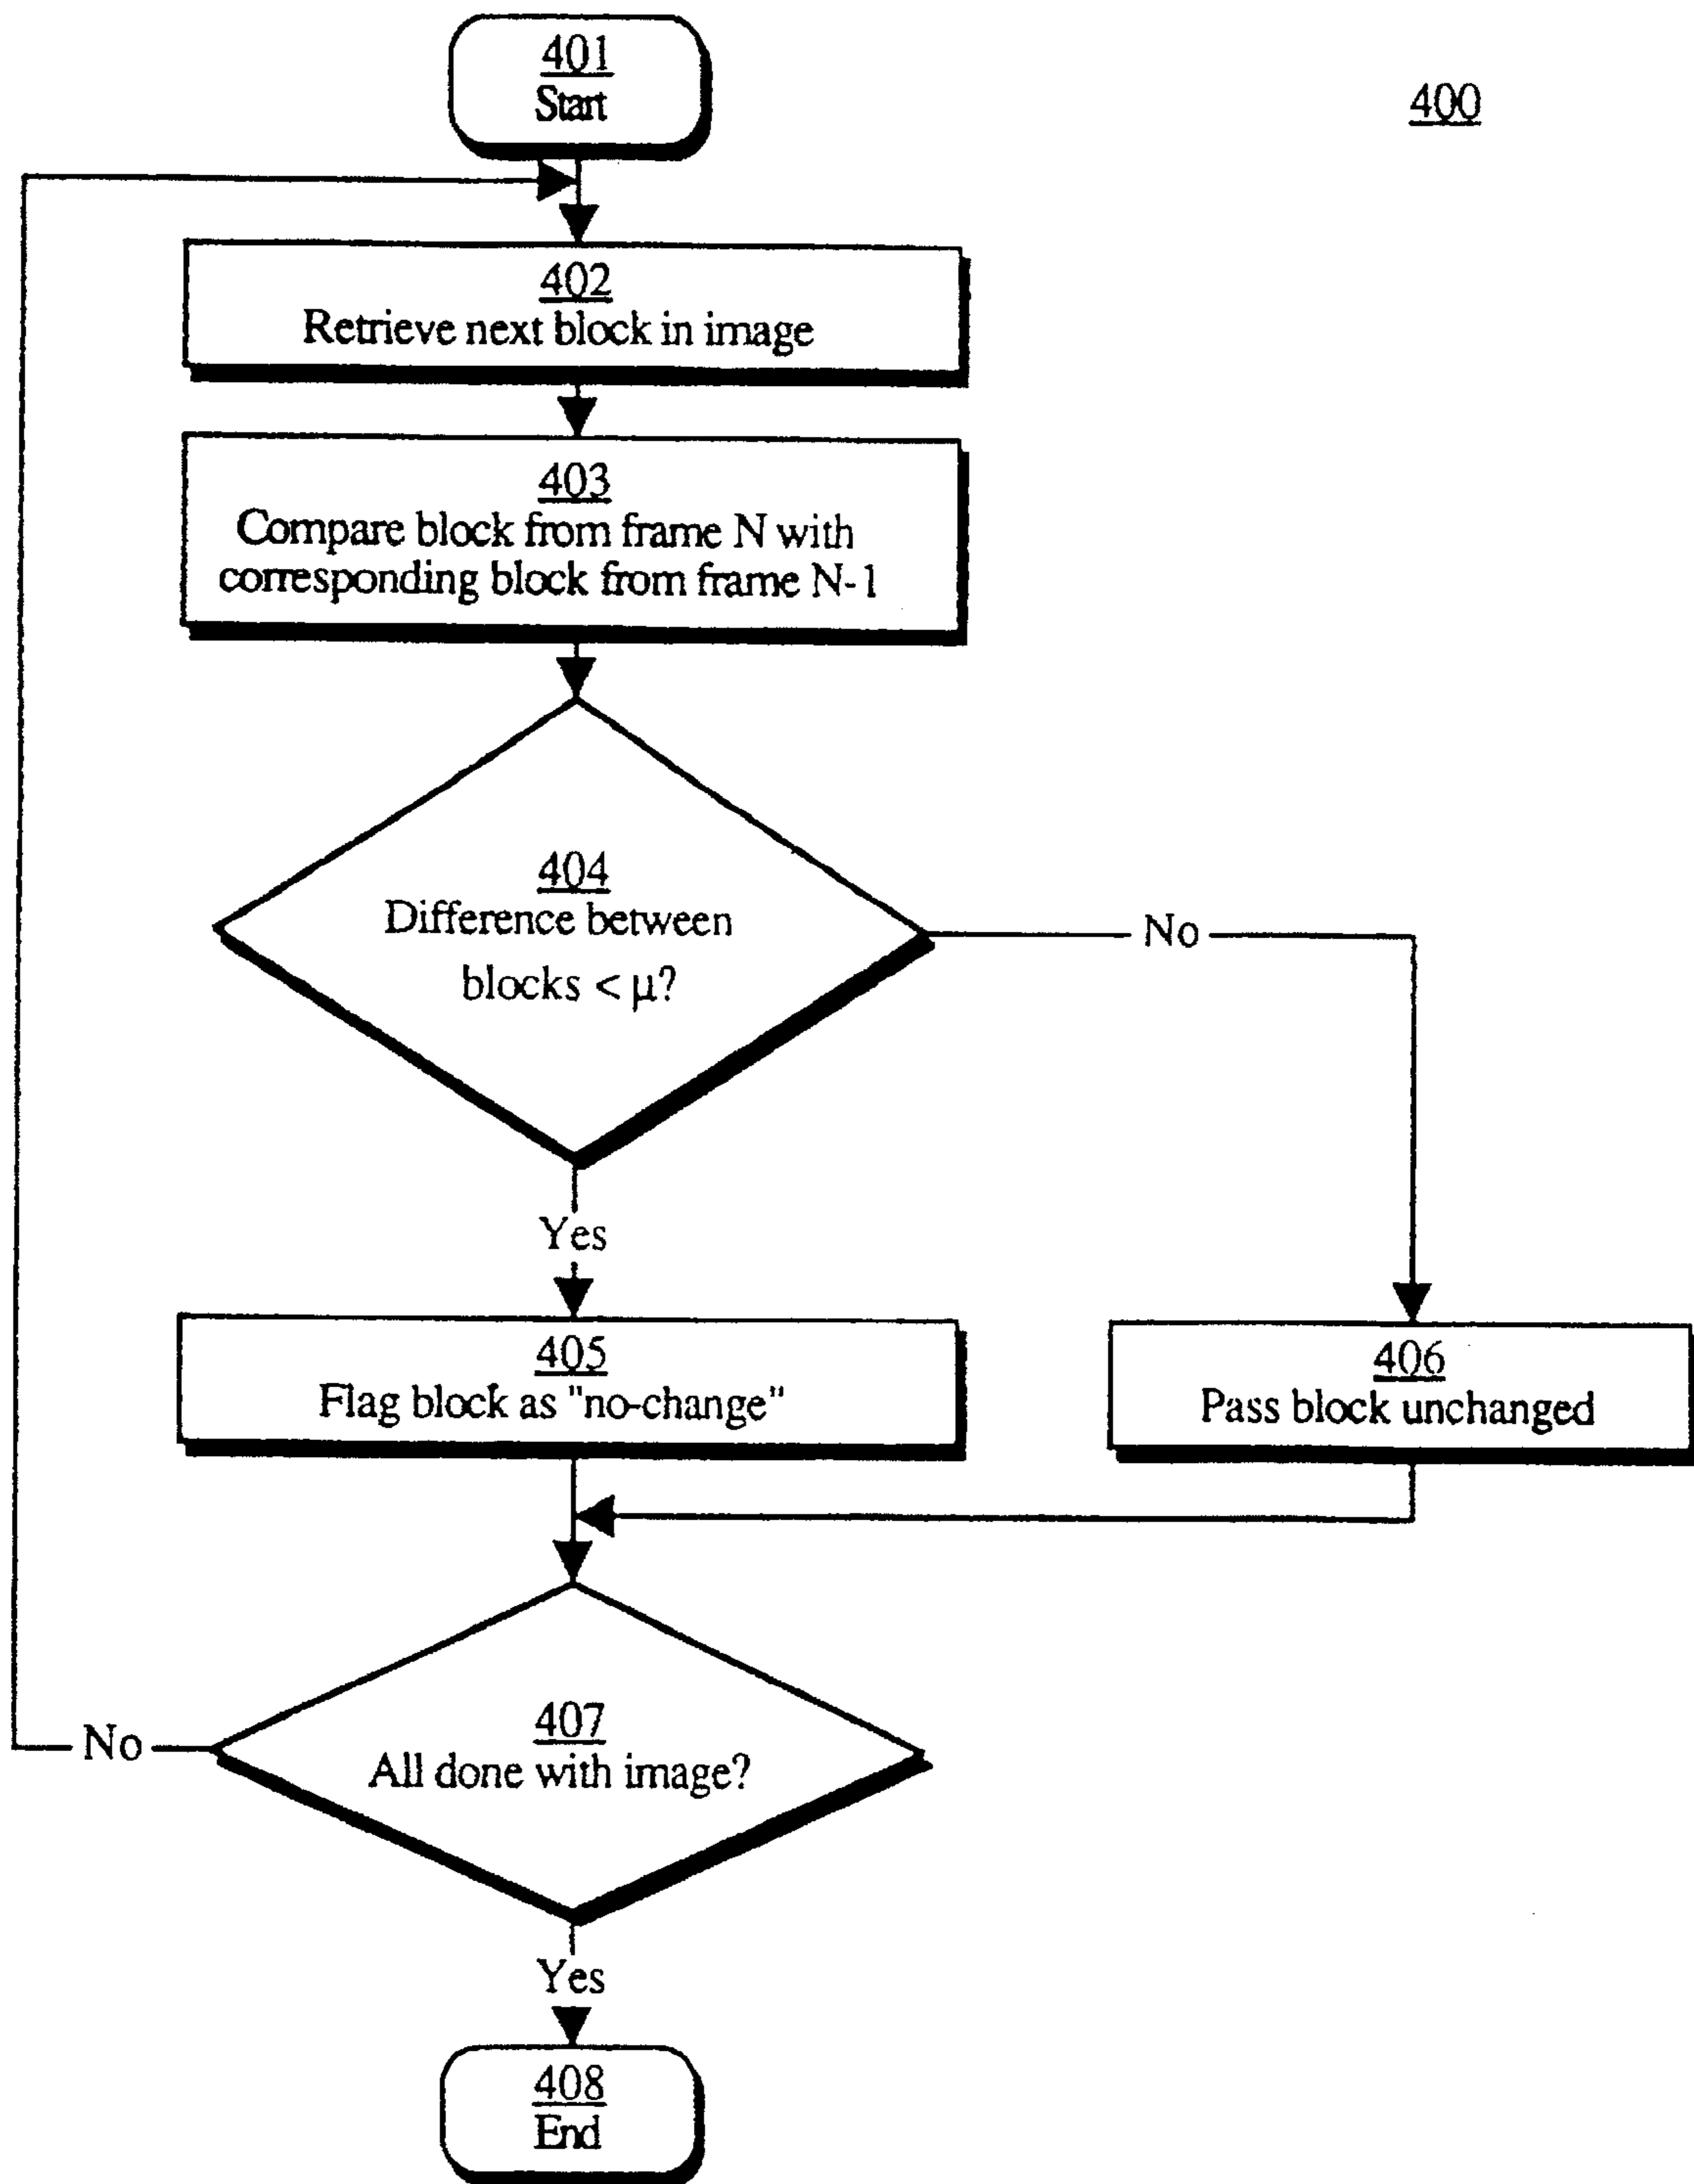 401
Start
400
402
Retrieve next block in image
403
Compare block from frame N with
corresponding block from frame N-1
404
Difference between
blocks < μ?
No
Yes
405
Flag block as "no-change"
406
Pass block unchanged
407
All done with image?
No
Yes
408
End